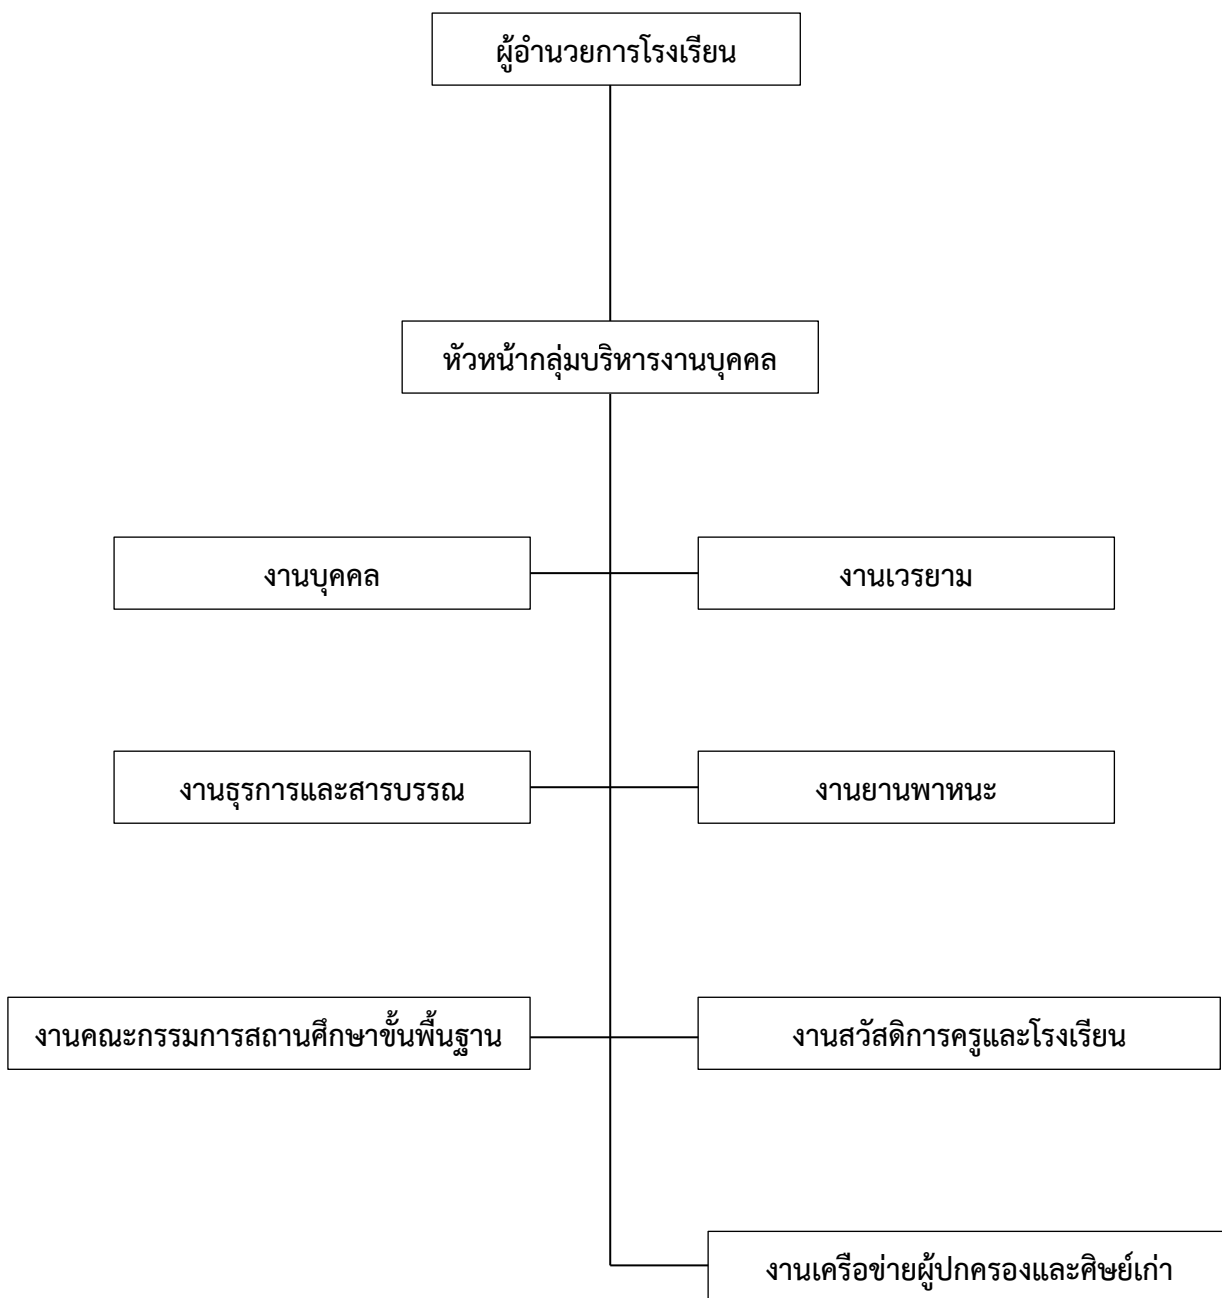 ผู้อำนวยการโรงเรียน
หัวหน้ากลุ่มบริหารงานบุคคล
งานบุคคล
งานเวรยาม
งานธุรการและสารบรรณ
งานยานพาหนะ
งานคณะกรรมการสถานศึกษาขั้นพื้นฐาน
งานสวัสดิการครูและโรงเรียน
งานเครือข่ายผู้ปกครองและศิษย์เก่า